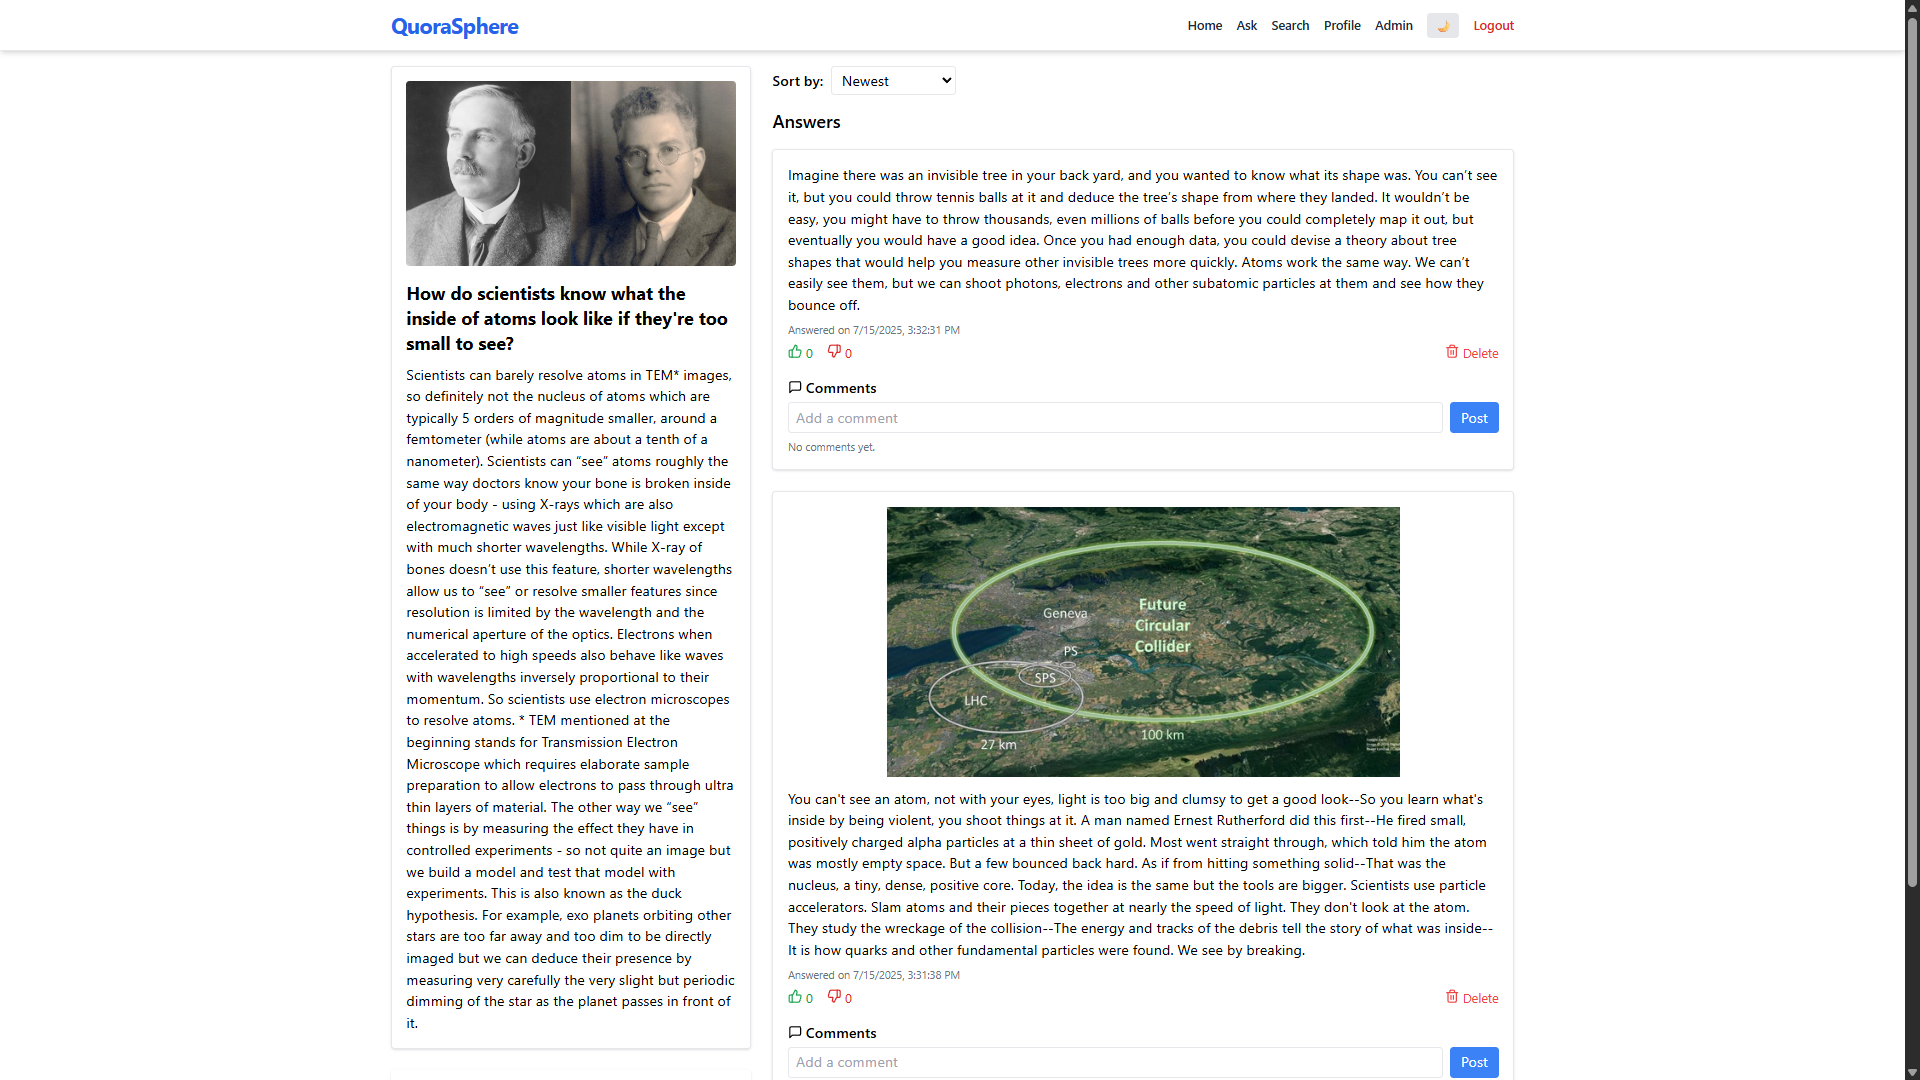 QuoraSphere
Home Ask Search Profile Admin Logout
How do scientists know what the
inside of atoms look like if they're too
small to see?
Scientists can barely resolve atoms in TEM* images,
so definitely not the nucleus of atoms which are
typically 5 orders of magnitude smaller, around a
femtometer (while atoms are about a tenth of a
nanometer). Scientists can “see” atoms roughly the
same way doctors know your bone is broken inside
of your body - using X-rays which are also
electromagnetic waves just like visible light except
with much shorter wavelengths. While X-ray of
bones doesn’t use this feature, shorter wavelengths
allow us to “see” or resolve smaller features since
resolution is limited by the wavelength and the
numerical aperture of the optics. Electrons when
accelerated to high speeds also behave like waves
with wavelengths inversely proportional to their
momentum. So scientists use electron microscopes
to resolve atoms. * TEM mentioned at the
beginning stands for Transmission Electron
Microscope which requires elaborate sample
preparation to allow electrons to pass through ultra
thin layers of material. The other way we “see”
things is by measuring the effect they have in
controlled experiments - so not quite an image but
we build a model and test that model with
experiments. This is also known as the duck
hypothesis. For example, exo planets orbiting other
stars are too far away and too dim to be directly
imaged but we can deduce their presence by
measuring very carefully the very slight but periodic
dimming of the star as the planet passes in front of
it.
Sort by: Newest
Answers
Imagine there was an invisible tree in your back yard, and you wanted to know what its shape was. You can’t see
it, but you could throw tennis balls at it and deduce the tree’s shape from where they landed. It wouldn’t be
easy, you might have to throw thousands, even millions of balls before you could completely map it out, but
eventually you would have a good idea. Once you had enough data, you could devise a theory about tree
shapes that would help you measure other invisible trees more quickly. Atoms work the same way. We can’t
easily see them, but we can shoot photons, electrons and other subatomic particles at them and see how they
bounce off.
Answered on 7/15/2025, 3:32:31 PM
0 0 Delete
Comments
Add a comment Post
No comments yet.
Geneva
Future
Circular
Collider
PS
SPS
LHC
27 km
100 km
You can't see an atom, not with your eyes, light is too big and clumsy to get a good look--So you learn what's
inside by being violent, you shoot things at it. A man named Ernest Rutherford did this first--He fired small,
positively charged alpha particles at a thin sheet of gold. Most went straight through, which told him the atom
was mostly empty space. But a few bounced back hard. As if from hitting something solid--That was the
nucleus, a tiny, dense, positive core. Today, the idea is the same but the tools are bigger. Scientists use particle
accelerators. Slam atoms and their pieces together at nearly the speed of light. They don't look at the atom.
They study the wreckage of the collision--The energy and tracks of the debris tell the story of what was inside--
It is how quarks and other fundamental particles were found. We see by breaking.
Answered on 7/15/2025, 3:31:38 PM
0 0 Delete
Comments
Add a comment Post